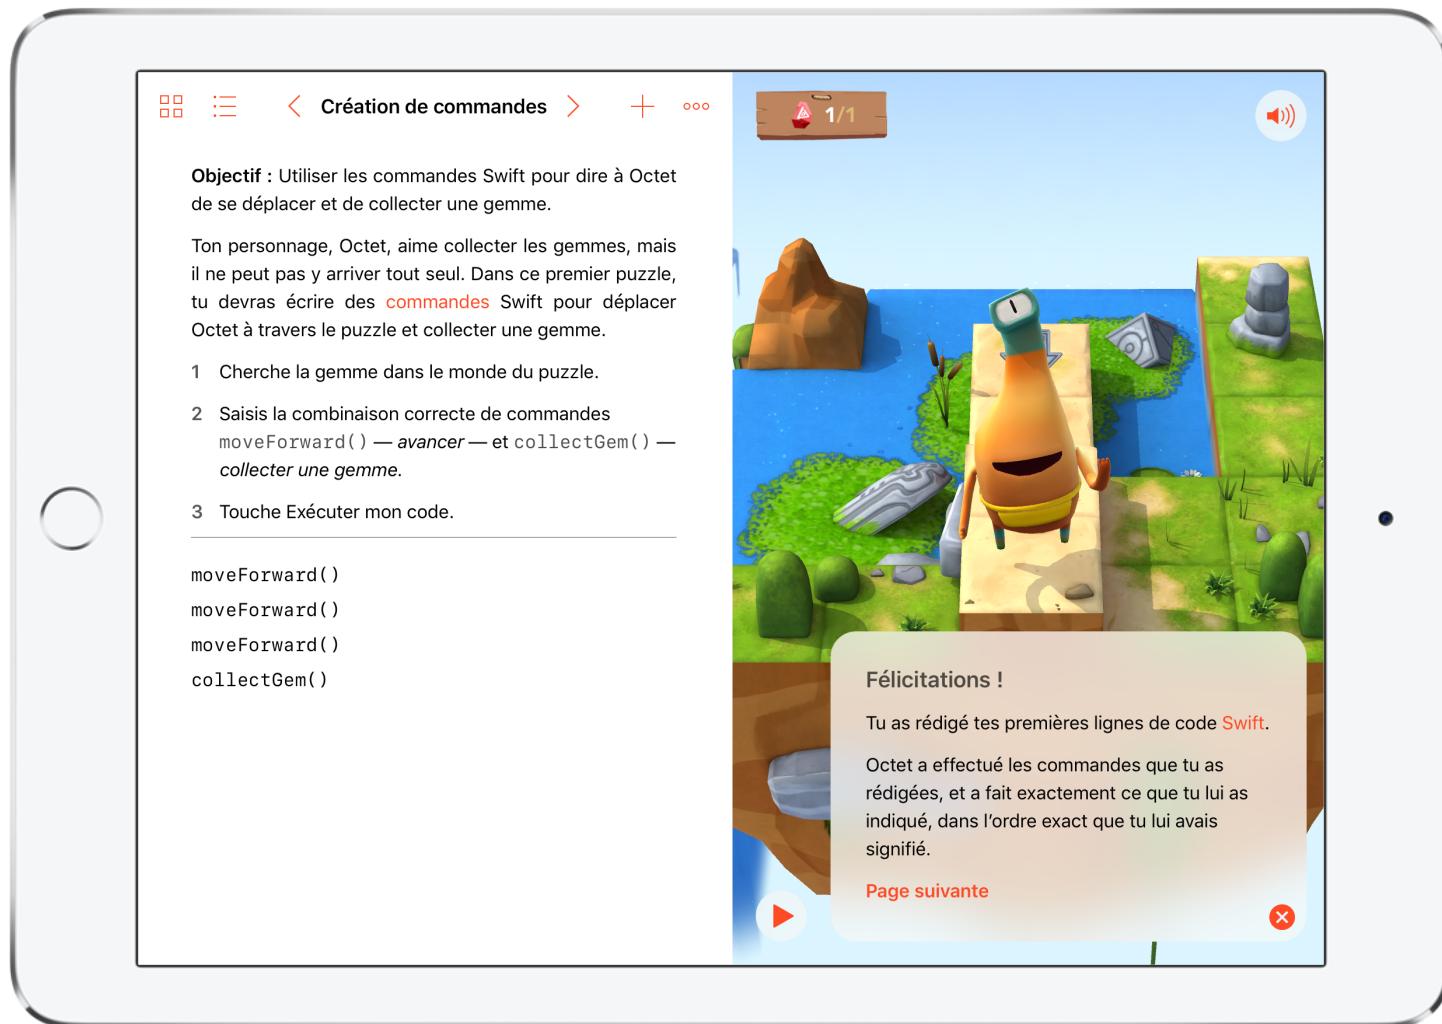 Création de commandes
Objectif : Utiliser les commandes Swift pour dire à Octet
de se déplacer et de collecter une gemme.
Ton personnage, Octet, aime collecter les gemmes, mais
il ne peut pas y arriver tout seul. Dans ce premier puzzle,
tu devras écrire des commandes Swift pour déplacer
Octet à travers le puzzle et collecter une gemme.
1 Cherche la gemme dans le monde du puzzle.
2 Saisis la combinaison correcte de commandes
moveForward() — avancer — et collectGem() —
collecter une gemme.
3 Touche Exécuter mon code.
moveForward()
moveForward()
moveForward()
collectGem()
1/1
Félicitations !
Tu as rédigé tes premières lignes de code Swift.
Octet a effectué les commandes que tu as
rédigées, et a fait exactement ce que tu lui as
indiqué, dans l’ordre exact que tu lui avais
signifié.
Page suivante